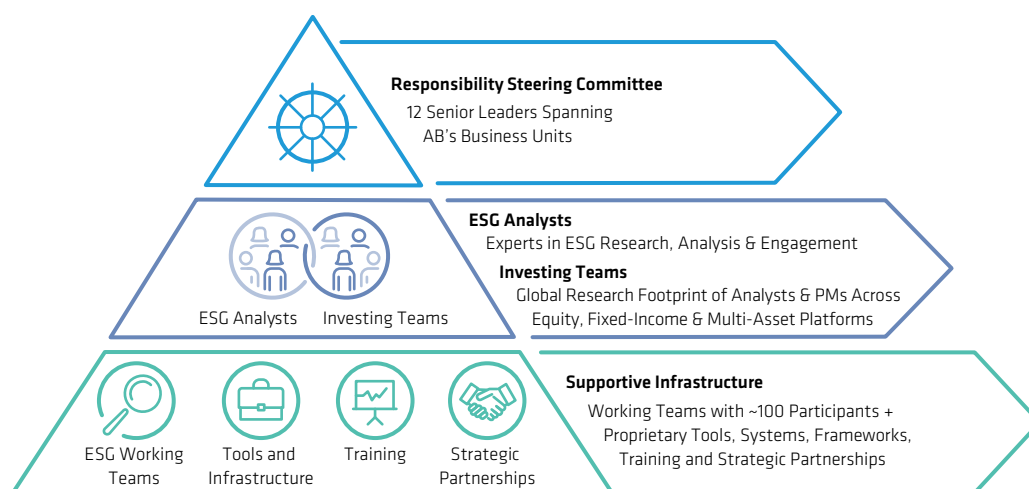 Responsibility Steering Committee
12 Senior Leaders Spanning
AB's Business Units
ESG Analysts
Investing Teams
ESG Analysts
Experts in ESG Research, Analysis & Engagement
Investing Teams
Global Research Footprint of Analysts & PMs Across
Equity, Fixed-Income & Multi-Asset Platforms
ESG Working
Teams
Tools and
Infrastructure
Training
Strategic
Partnerships
Supportive Infrastructure
Working Teams with ~100 Participants +
Proprietary Tools, Systems, Frameworks,
Training and Strategic Partnerships